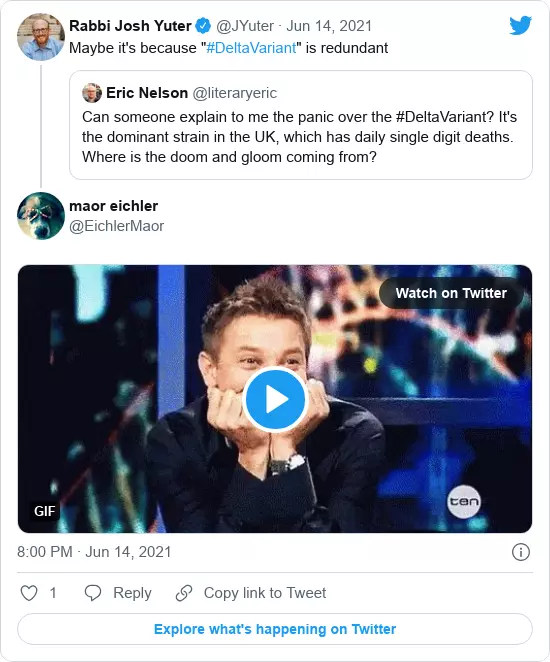 Rabbi Josh Yuter @JYuter · Jun 14, 2021
Maybe it's because "#DeltaVariant" is redundant
Eric Nelson @literaryeric
Can someone explain to me the panic over the #DeltaVariant? It's
the dominant strain in the UK, which has daily single digit deaths.
Where is the doom and gloom coming from?
maor eichler
@EichlerMaor
Watch on Twitter
GIF
ten
8:00 PM · Jun 14, 2021
1 Reply Copy link to Tweet
Explore what's happening on Twitter